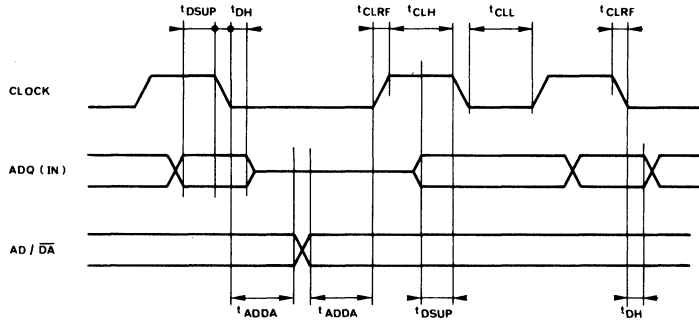 tDSUP tDH tCLRF tCLH tCLL tCLRF
CLOCK
ADQ (IN)
AD / DA
tADDA tADDA tDSUP tDH